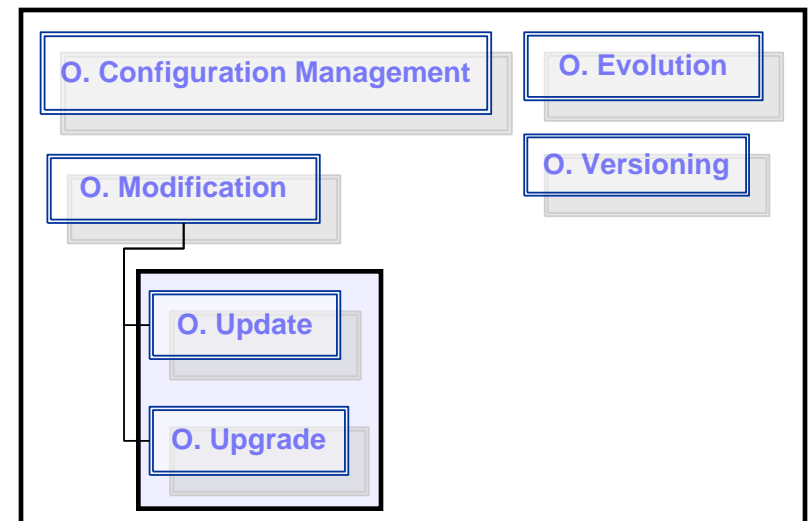 O. Configuration Management
O. Evolution
O. Versioning
O. Modification
O. Update
O. Upgrade